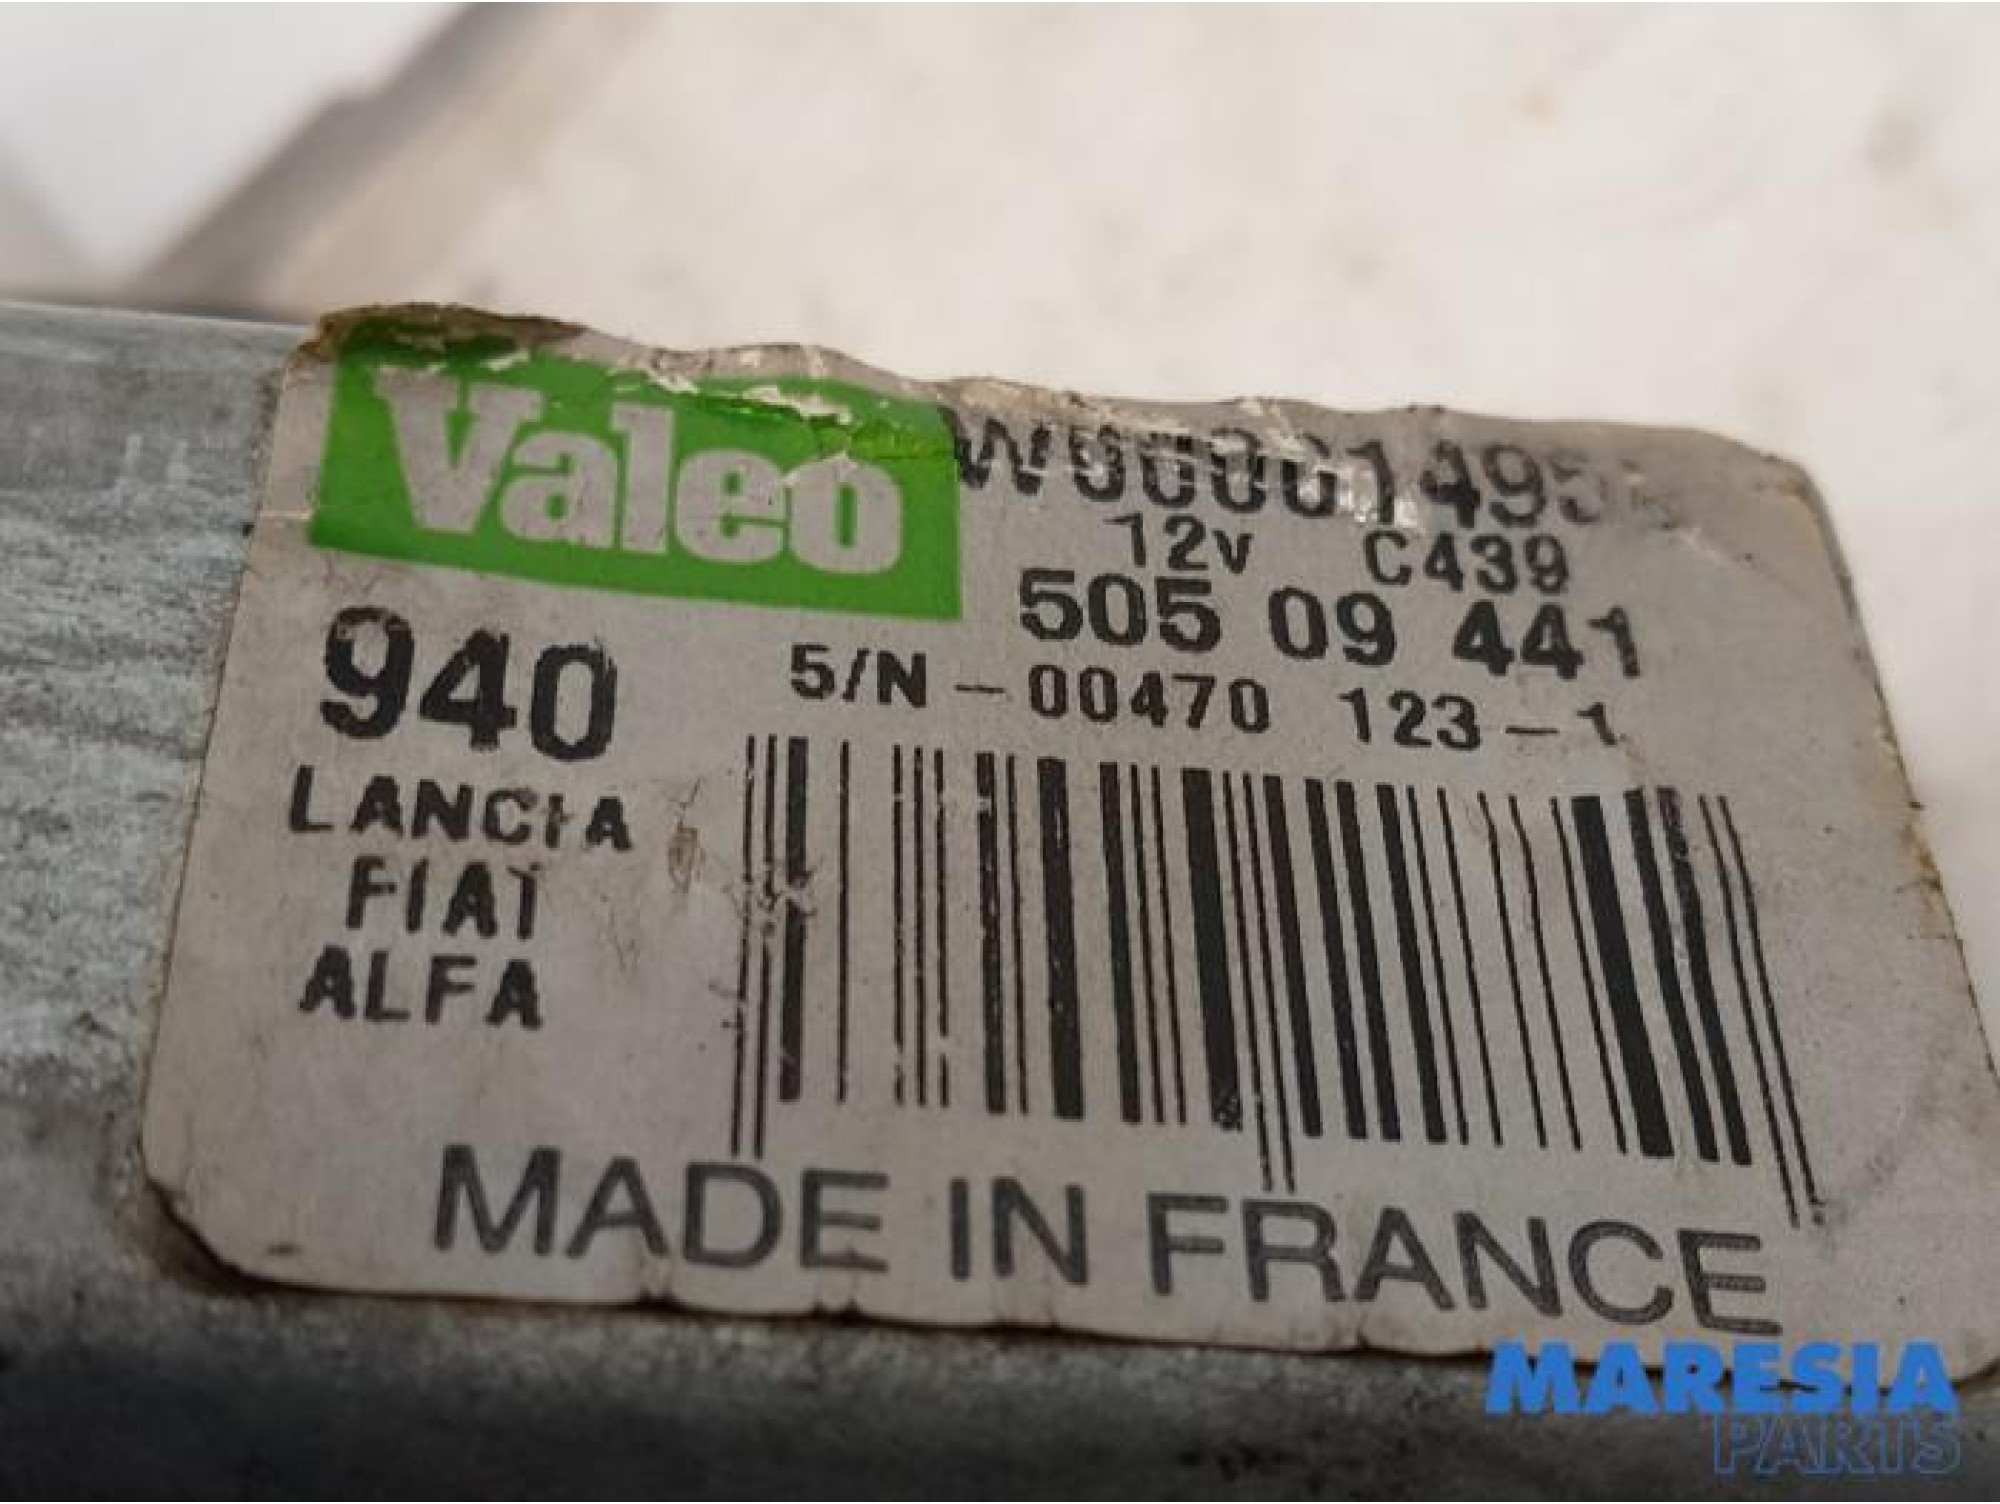 Valeo
12V C439
505 09 441
940
S/N - 00470 123 - 1
LANCIA
FIAT
ALFA
MADE IN FRANCE
MARESIA
PARTS